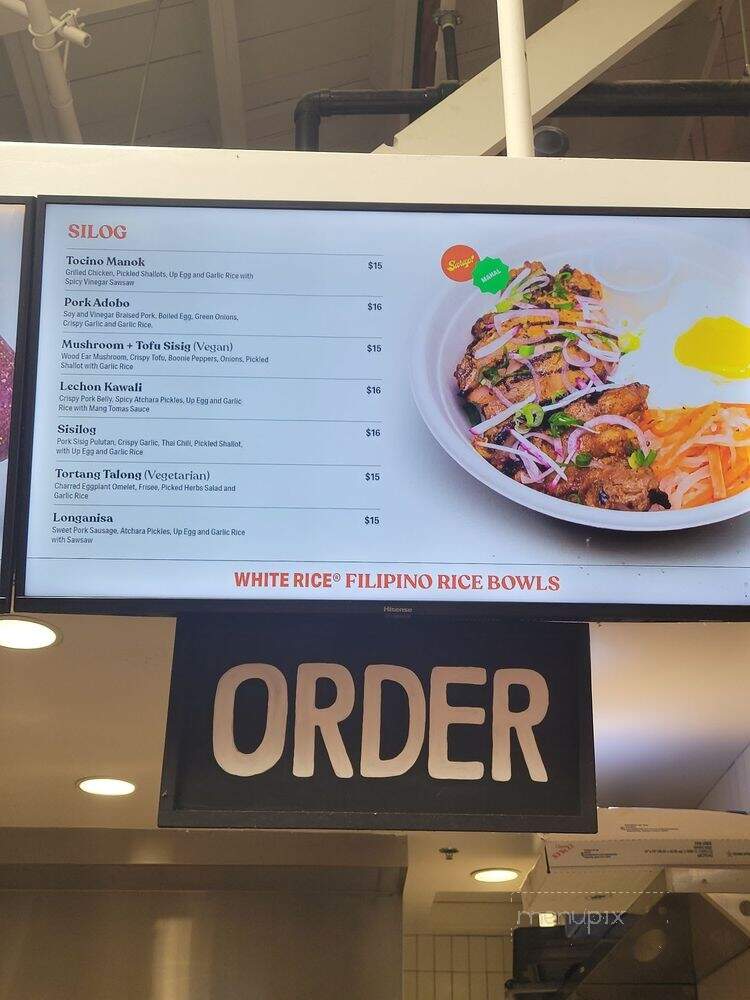 SILOG
Tocino Manok $15
Grilled Chicken, Pickled Shallots, Up Egg and Garlic Rice with
Spicy Vinegar Sawsaw
Pork Adobo $16
Soy and Vinegar Braised Pork, Boiled Egg, Green Onions,
Crispy Garlic and Garlic Rice.
Mushroom + Tofu Sisig (Vegan) $15
Wood Ear Mushroom, Crispy Tofu, Boonie Peppers, Onions, Pickled
Shallot with Garlic Rice
Lechon Kawali $16
Crispy Pork Belly, Spicy Atchara Pickles, Up Egg and Garlic
Rice with Mang Tomas Sauce
Sisilog $16
Pork Sisig Pulutan, Crispy Garlic, Thai Chili, Pickled Shallot,
with Up Egg and Garlic Rice
Tortang Talong (Vegetarian) $15
Charred Eggplant Omelet, Frisee, Picked Herbs Salad and
Garlic Rice
Longanisa $15
Sweet Pork Sausage, Atchara Pickles, Up Egg and Garlic Rice
with Sawsaw
Sarap!
MAHAL
WHITE RICE® FILIPINO RICE BOWLS
Hisense
ORDER
menupix